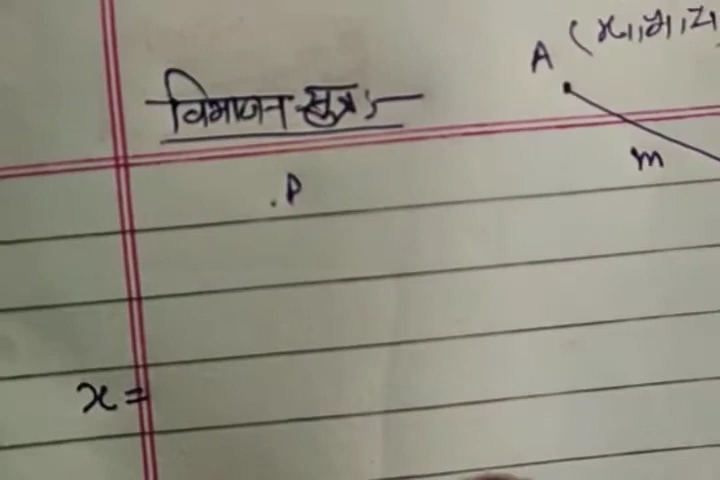 विभाजन सूत्र :-
A (x₁, y₁, z₁
m
. P
x =